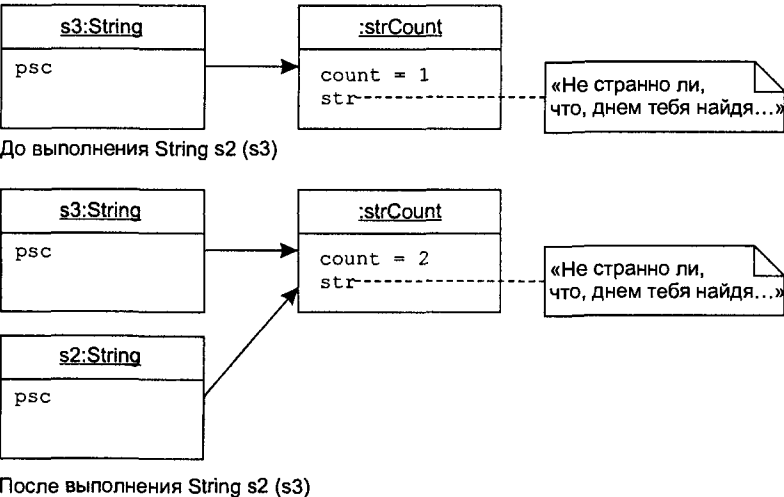 s3:String
:strCount
psc
count = 1
str
«Не странно ли,
что, днем тебя найдя...»
До выполнения String s2 (s3)
s3:String
:strCount
psc
count = 2
str
«Не странно ли,
что, днем тебя найдя...»
s2:String
psc
После выполнения String s2 (s3)